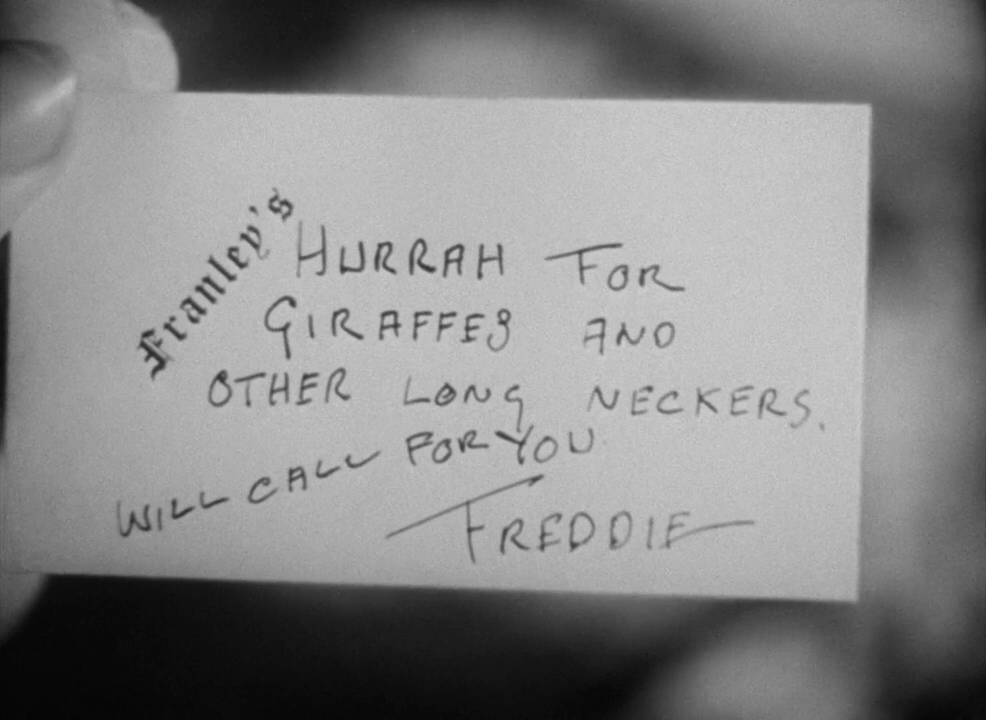 Franley's
HURRAH FOR
GIRAFFES AND
OTHER LONG NECKERS.
WILL CALL FOR YOU
FREDDIE